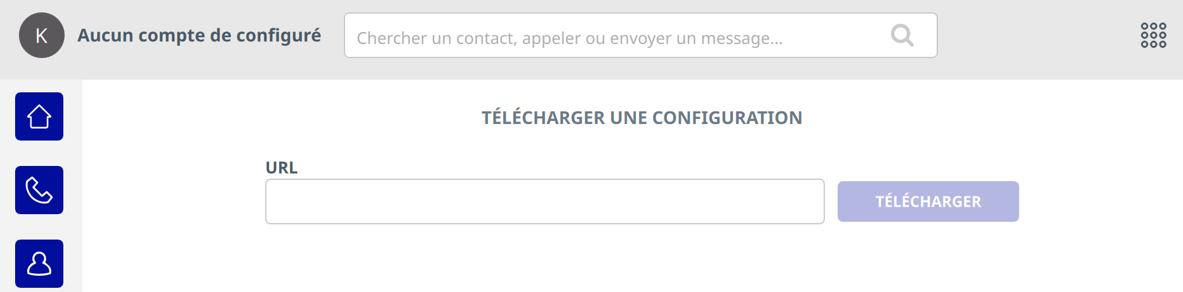 K
Aucun compte de configuré
Chercher un contact, appeler ou envoyer un message...
TÉLÉCHARGER UNE CONFIGURATION
URL
TÉLÉCHARGER